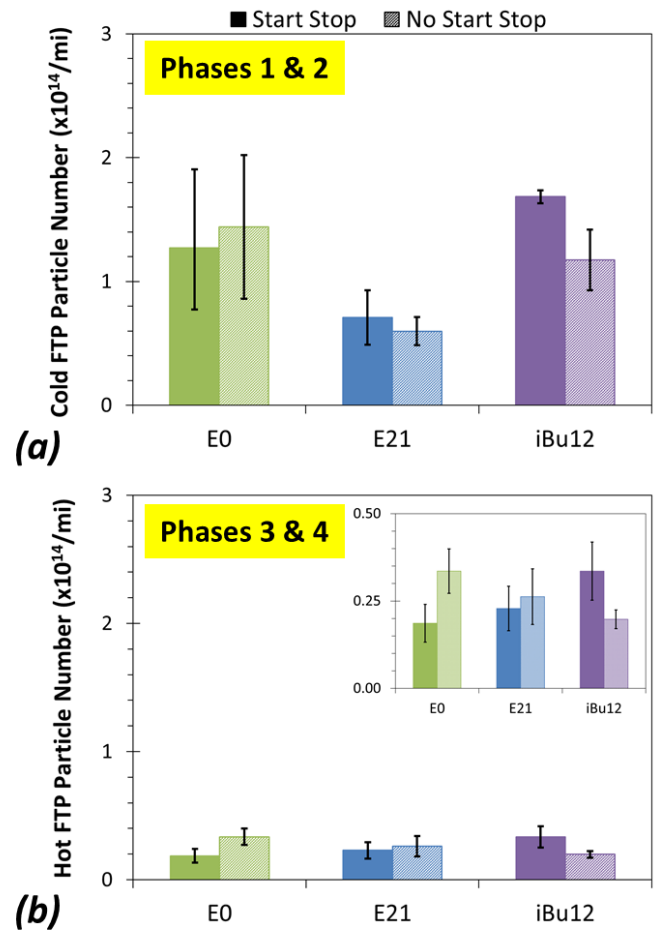 Start Stop No Start Stop
Phases 1 & 2
Cold FTP Particle Number (x10¹⁴/mi)
3
2
1
0
E0 E21 iBu12
(a)
Phases 3 & 4
Hot FTP Particle Number (x10¹⁴/mi)
3
2
1
0
0.50
0.25
0.00
E0 E21 iBu12
E0 E21 iBu12
(b)